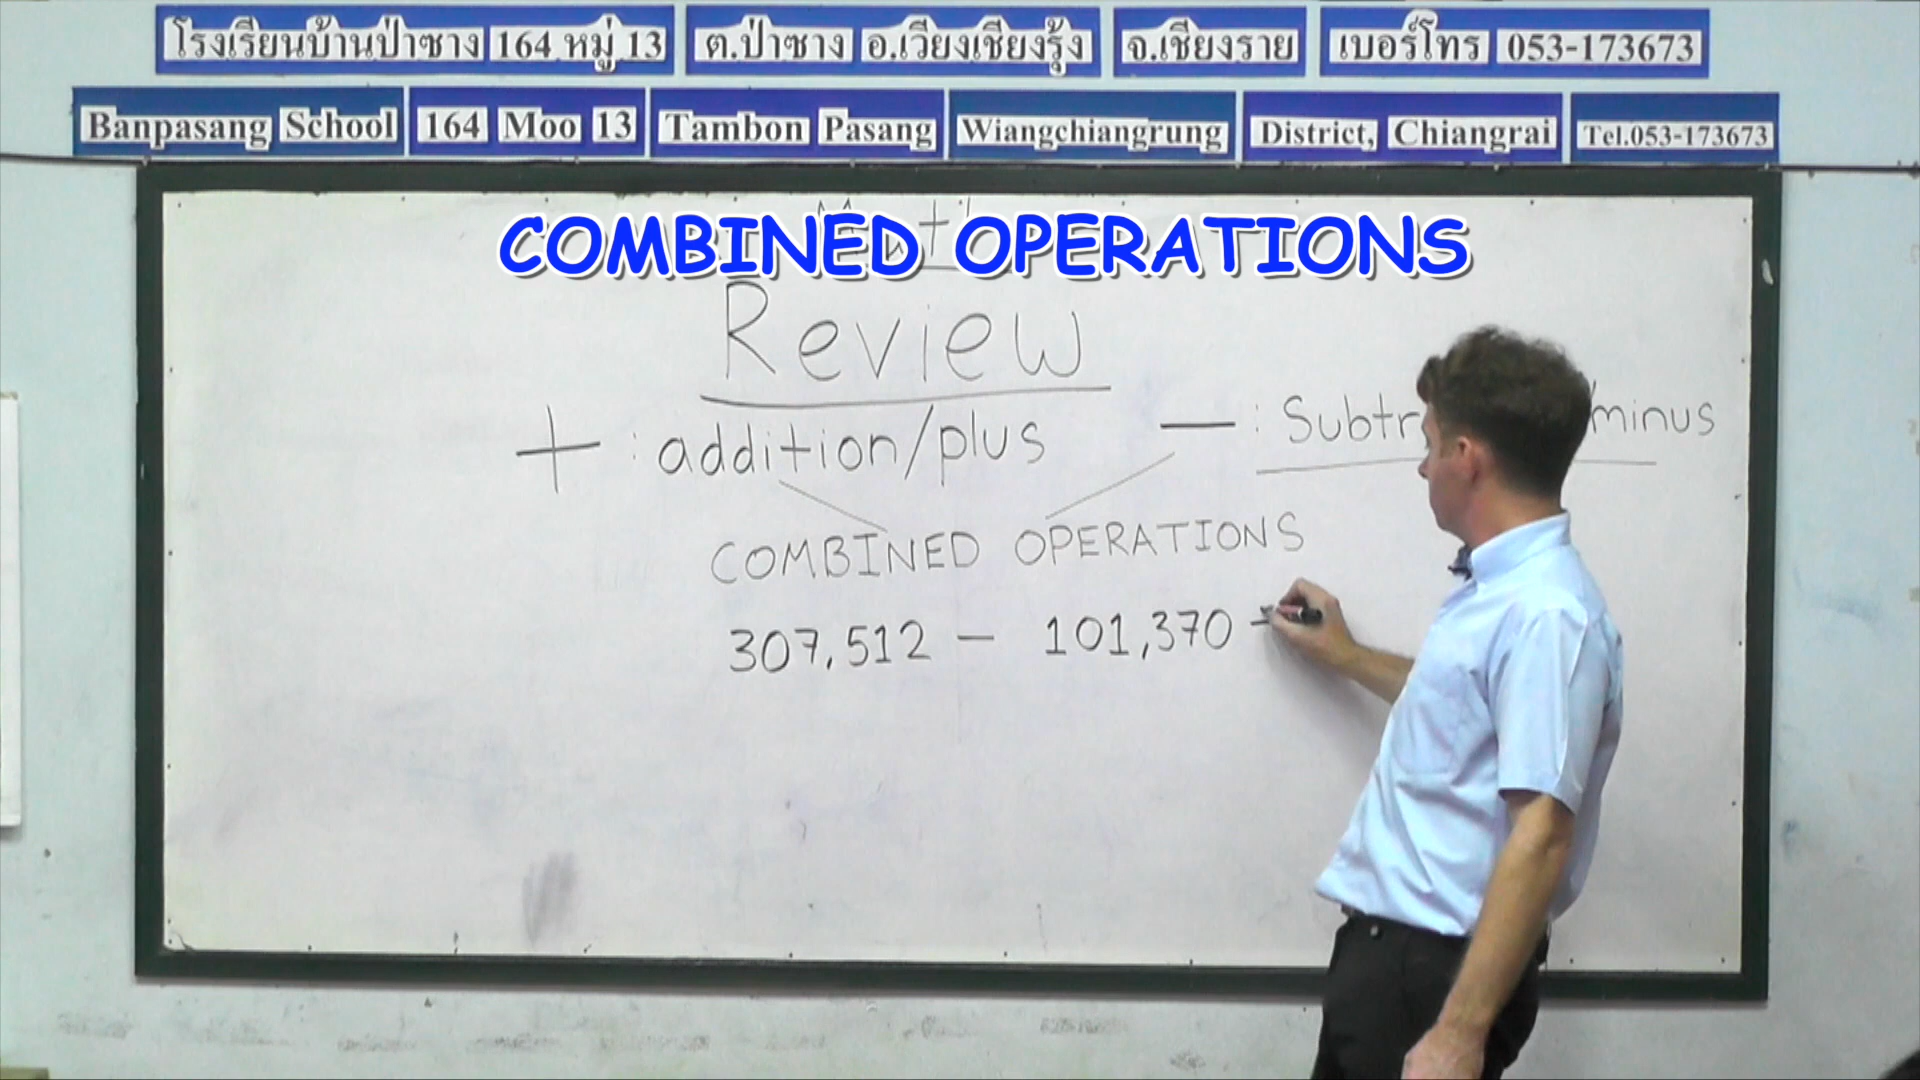 โรงเรียนบ้านป่าซาง 164 หมู่ 13 ต.ป่าซาง อ.เวียงเชียงรุ้ง จ.เชียงราย เบอร์โทร 053-173673
Banpasang School 164 Moo 13 Tambon Pasang Wiangchiangrung District, Chiangrai Tel.053-173673
COMBINED OPERATIONS
Review
+ : addition/plus — : minus
COMBINED OPERATIONS
307,512 — 101,370